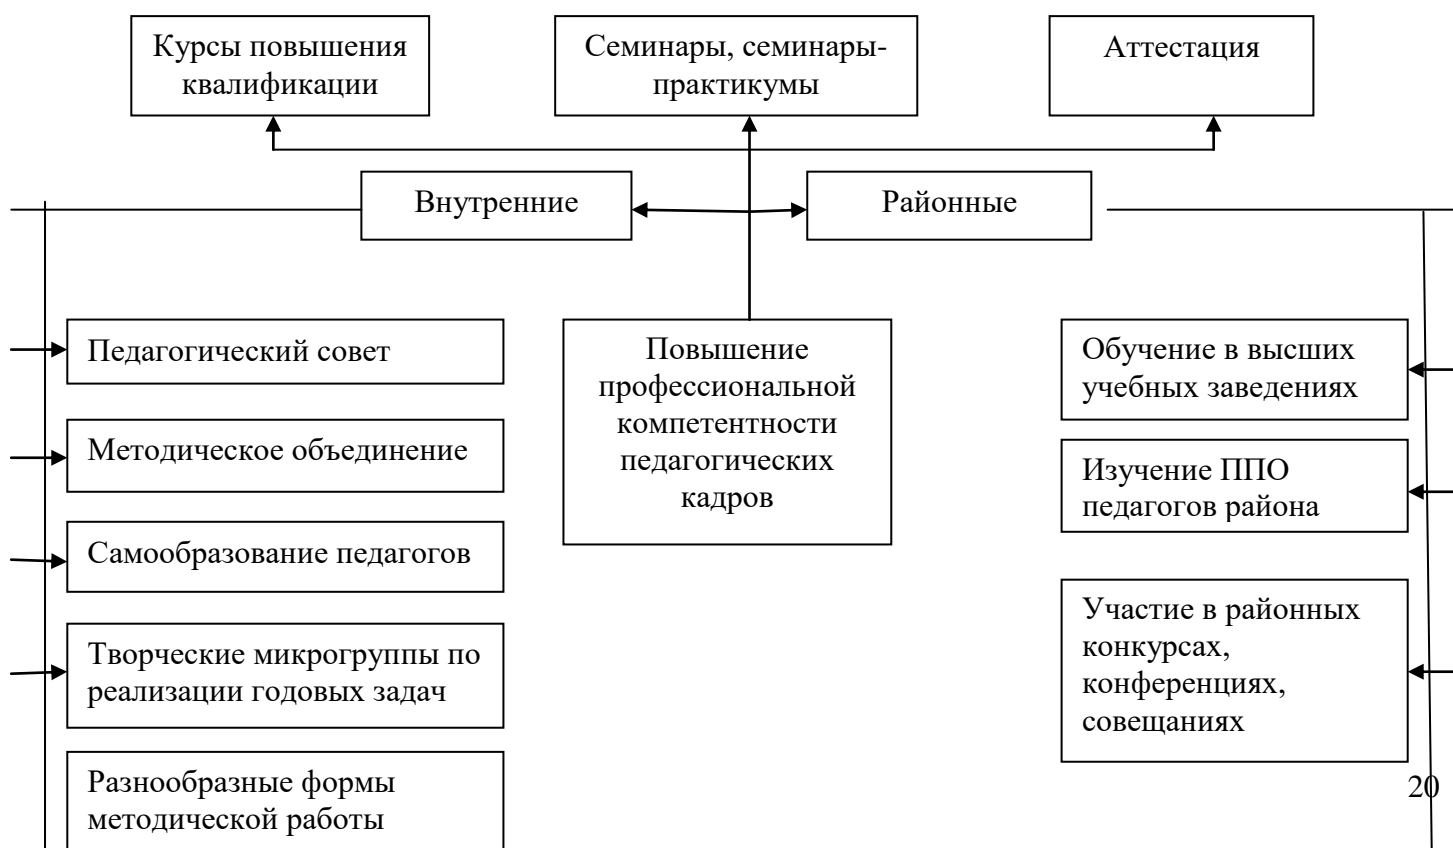 Курсы повышения
квалификации
Семинары, семинары-
практикумы
Аттестация
Внутренние
Районные
Педагогический совет
Методическое объединение
Самообразование педагогов
Творческие микрогруппы по
реализации годовых задач
Разнообразные формы
методической работы
Повышение
профессиональной
компетентности
педагогических
кадров
Обучение в высших
учебных заведениях
Изучение ППО
педагогов района
Участие в районных
конкурсах,
конференциях,
совещаниях
20